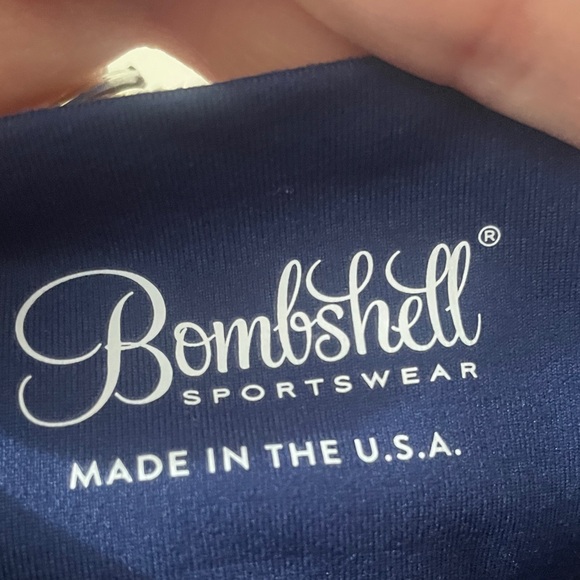 Bombshell®
SPORTSWEAR
MADE IN THE U.S.A.